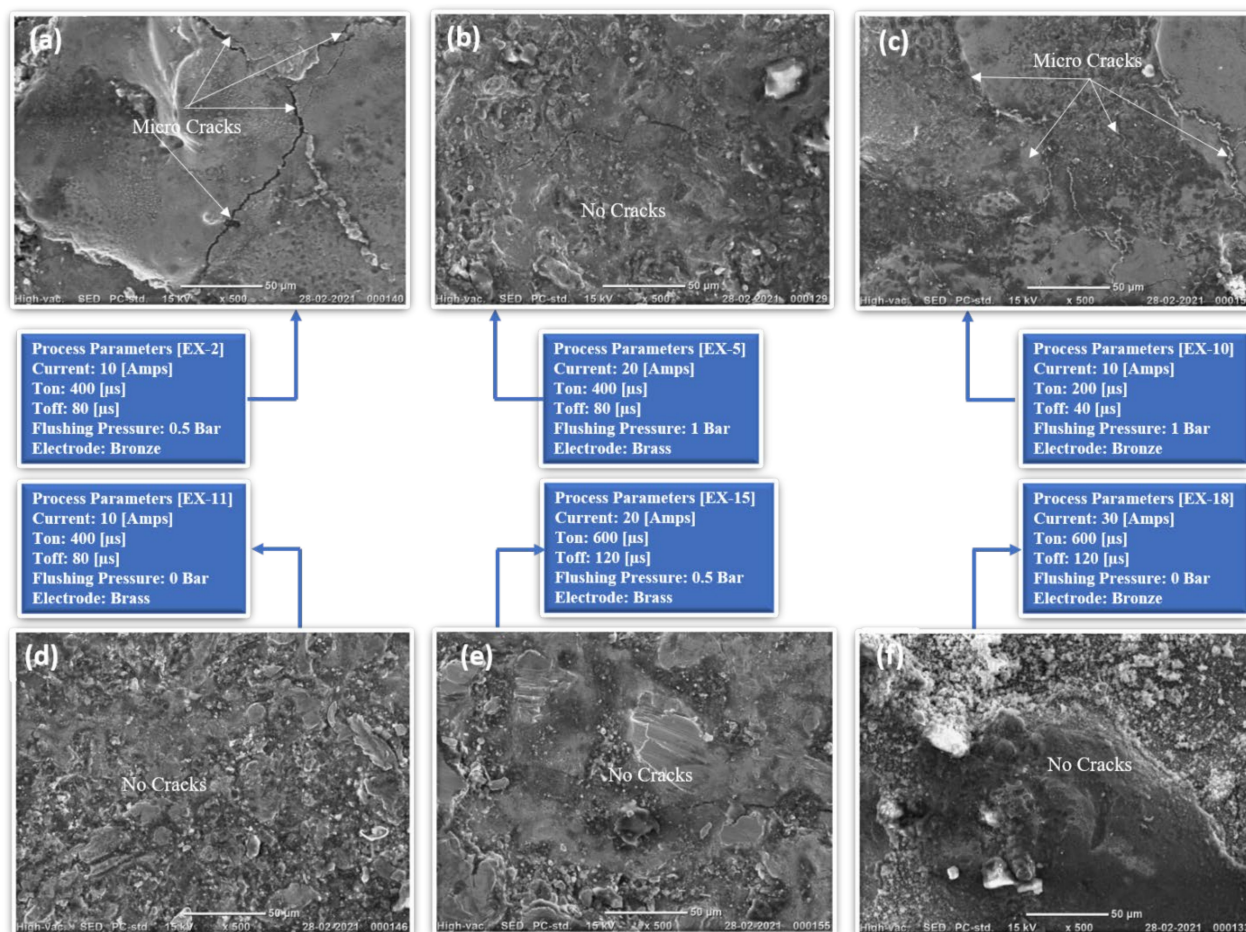 (a)
Micro Cracks
50 µm
High-vac. SED PC-std. 15 kV x 500 28-02-2021 000140
(b)
No Cracks
50 µm
High-vac. SED PC-std. 15 kV x 500 28-02-2021 000129
(c)
Micro Cracks
50 µm
High-vac. SED PC-std. 15 kV x 500 28-02-2021
Process Parameters [EX-2]
Current: 10 [Amps]
Ton: 400 [µs]
Toff: 80 [µs]
Flushing Pressure: 0.5 Bar
Electrode: Bronze
Process Parameters [EX-5]
Current: 20 [Amps]
Ton: 400 [µs]
Toff: 80 [µs]
Flushing Pressure: 1 Bar
Electrode: Brass
Process Parameters [EX-10]
Current: 10 [Amps]
Ton: 200 [µs]
Toff: 40 [µs]
Flushing Pressure: 1 Bar
Electrode: Bronze
Process Parameters [EX-11]
Current: 10 [Amps]
Ton: 400 [µs]
Toff: 80 [µs]
Flushing Pressure: 0 Bar
Electrode: Brass
Process Parameters [EX-15]
Current: 20 [Amps]
Ton: 600 [µs]
Toff: 120 [µs]
Flushing Pressure: 0.5 Bar
Electrode: Brass
Process Parameters [EX-18]
Current: 30 [Amps]
Ton: 600 [µs]
Toff: 120 [µs]
Flushing Pressure: 0 Bar
Electrode: Bronze
(d)
No Cracks
50 µm
High-vac. SED PC-std. 15 kV x 500 28-02-2021 000146
(e)
No Cracks
50 µm
High-vac. SED PC-std. 15 kV x 500 28-02-2021 000155
(f)
No Cracks
50 µm
High-vac. SED PC-std. 15 kV x 500 28-02-2021